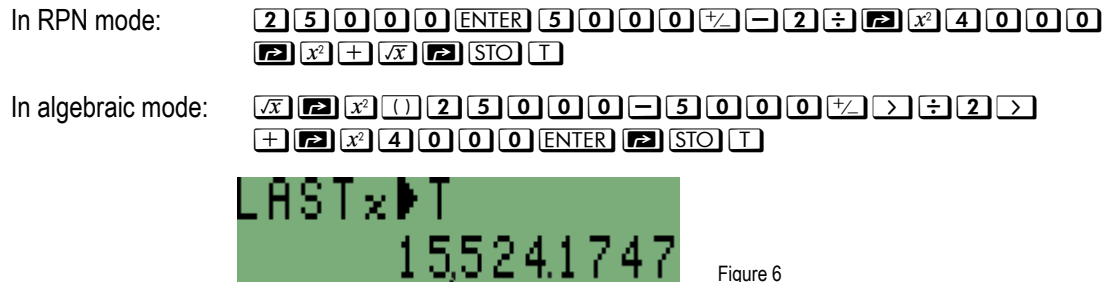 In RPN mode: 2 5 0 0 0 ENTER 5 0 0 0 +/− − 2 ÷ ↱ x² 4 0 0 0
↱ x² + √x ↱ STO T
In algebraic mode: √x ↱ x² () 2 5 0 0 0 − 5 0 0 0 +/− > ÷ 2 >
+ ↱ x² 4 0 0 0 ENTER ↱ STO T
LASTx▶T
15,524.1747
Figure 6